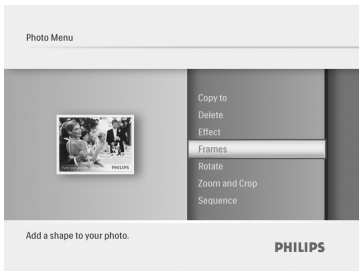 Photo Menu
Copy to
Delete
Effect
Frames
Rotate
Zoom and Crop
Sequence
PHILIPS
Add a shape to your photo.
PHILIPS